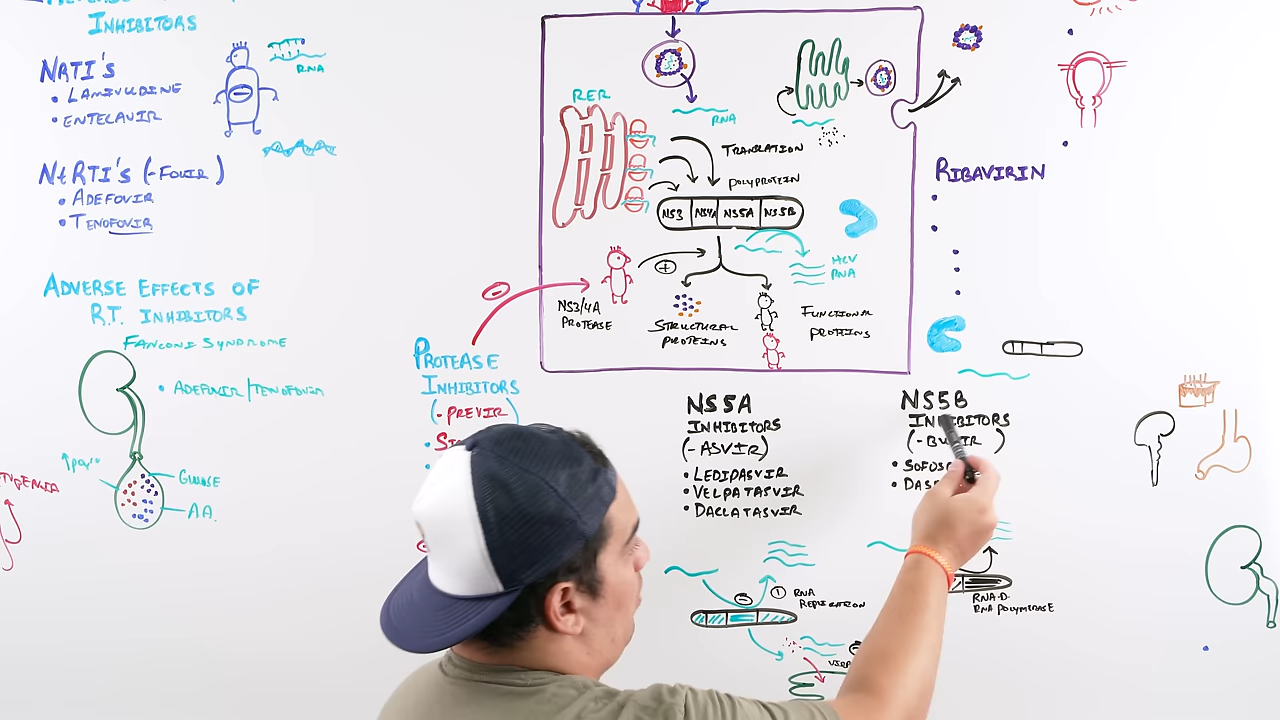 INHIBITORS
NRTI's
• LAMIVUDINE
• ENTECAVIR
RNA
NtRTI's (-FOVIR)
• ADEFOVIR
• TENOFOVIR
ADVERSE EFFECTS OF
R.T. INHIBITORS
FANCONI SYNDROME
• ADEFOVIR/TENOFOVIR
GLUCOSE
AA.
RER
RNA
TRANSLATION
POLYPROTEIN
NS3 NS4A NS5A NS5B
HCV
RNA
NS3/4A
PROTEASE
STRUCTURAL
PROTEINS
FUNCTIONAL
PROTEINS
PROTEASE
INHIBITORS
(-PREVIR)
NS5A
INHIBITORS
(-ASVIR)
• LEDIPASVIR
• VELPATASVIR
• DACLATASVIR
① RNA
REPLICATION
NS5B
INHIBITORS
RNA-D-
RNA POLYMERASE
RIBAVIRIN